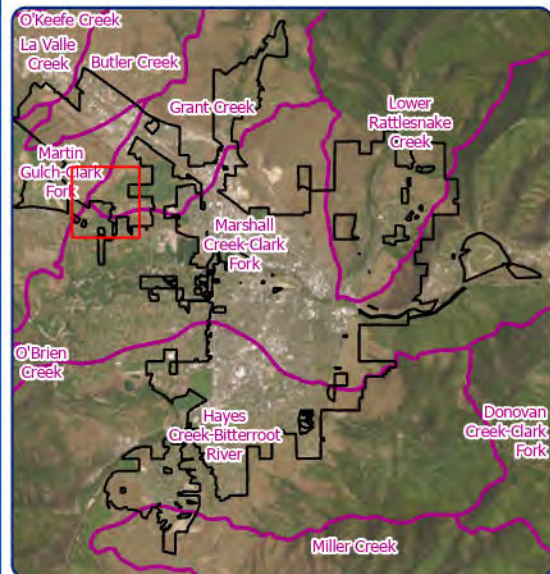 O'Keefe Creek
La Valle
Creek
Butler Creek
Grant Creek
Lower
Rattlesnake
Creek
Martin
Gulch-Clark
Fork
Marshall
Creek-Clark
Fork
O'Brien
Creek
Hayes
Creek-Bitterroot
River
Donovan
Creek-Clark
Fork
Miller Creek